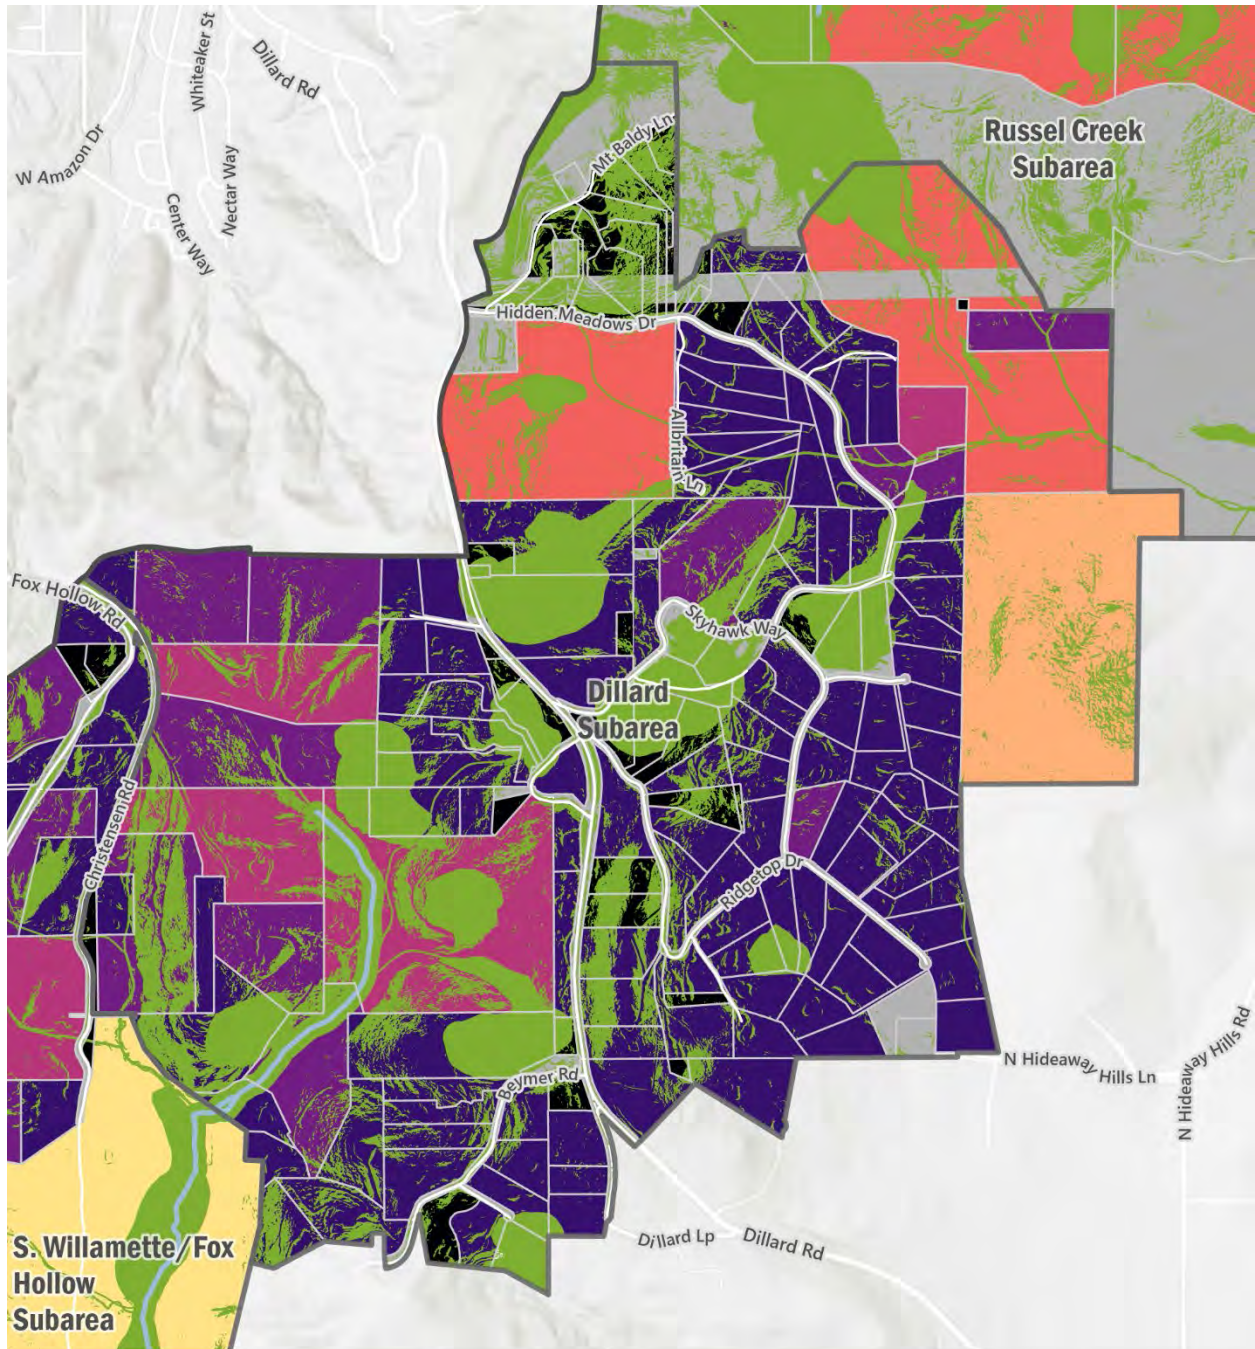 Whiteaker St
Dillard Rd
W Amazon Dr
Nectar Way
Center Way
Mt Baldy Ln
Russel Creek
Subarea
Hidden Meadows Dr
Allbritain Ln
Fox Hollow Rd
Skyhawk Way
Dillard
Subarea
Christensen Rd
Ridgetop Dr
Beymer Rd
N Hideaway Hills Ln
N Hideaway Hills Rd
S. Willamette/Fox
Hollow
Subarea
Dillard Lp
Dillard Rd